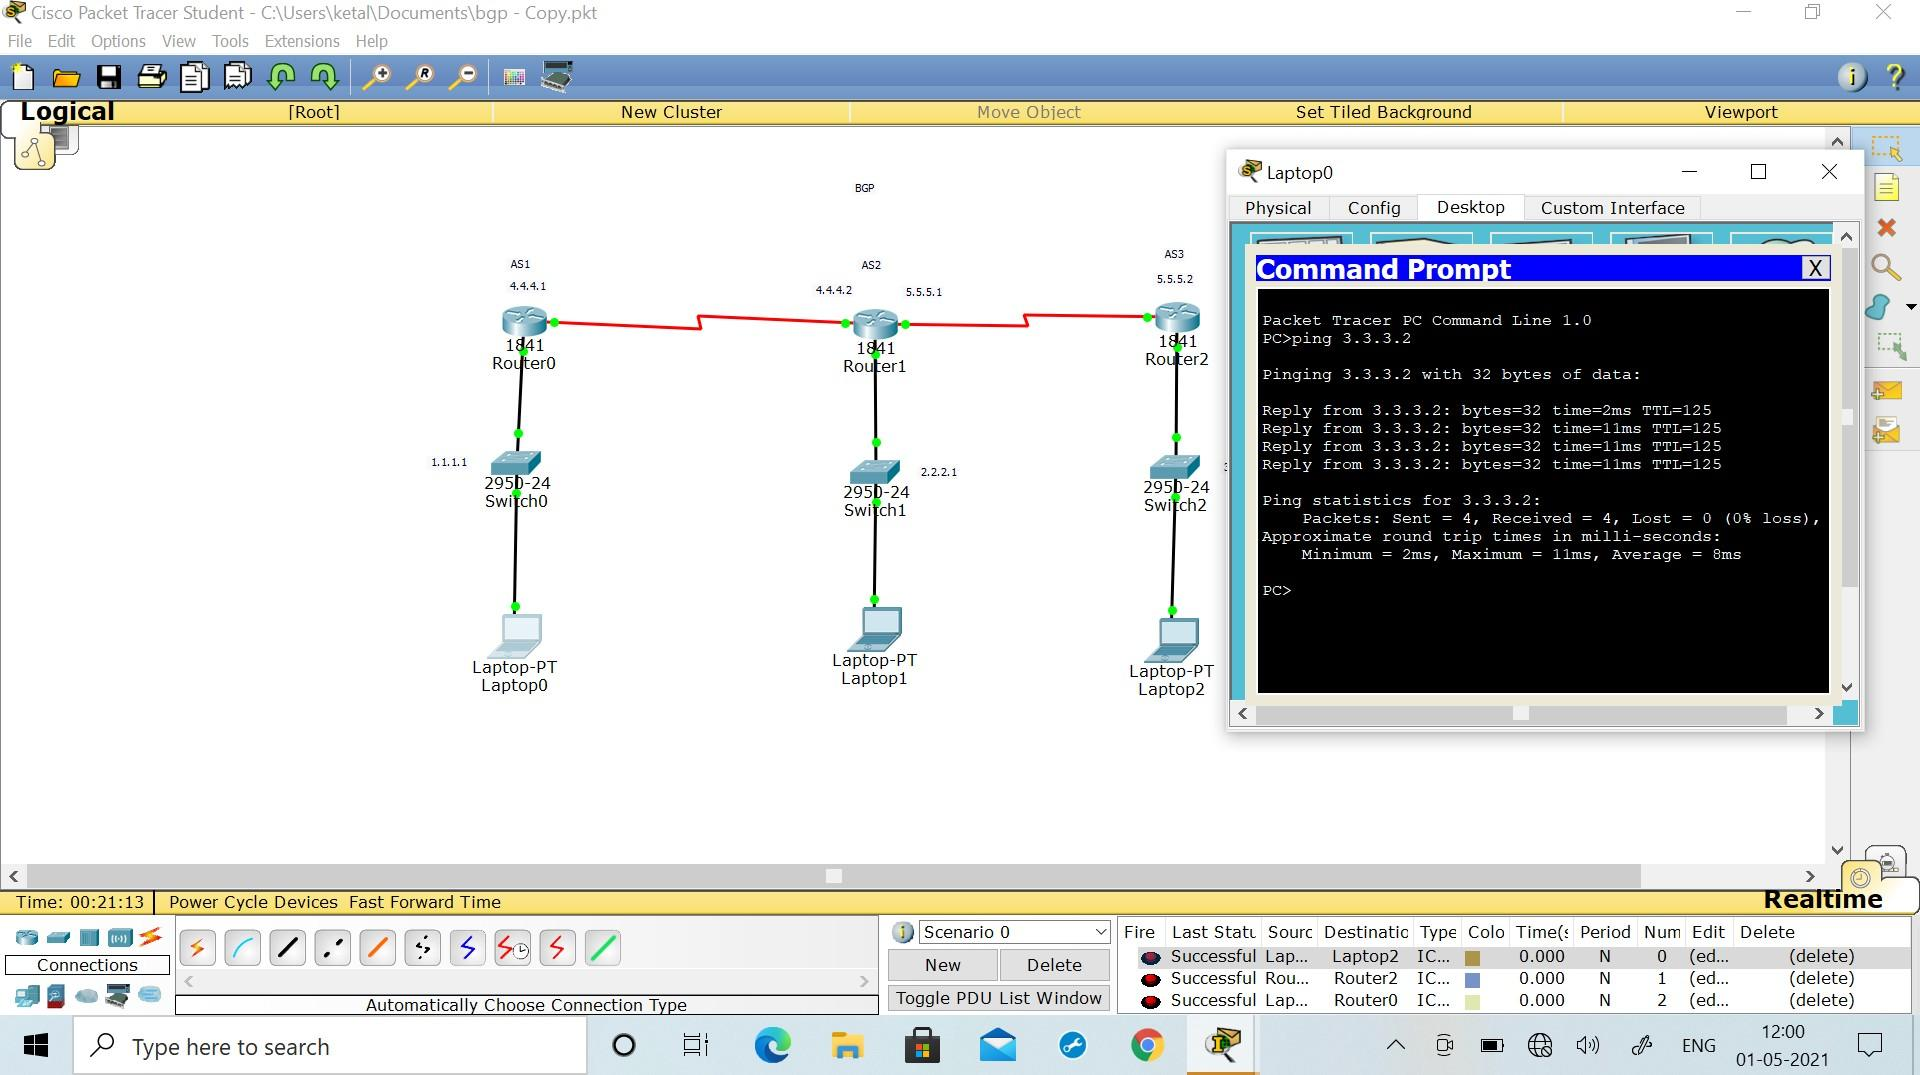 Cisco Packet Tracer Student - C:\Users\ketal\Documents\bgp - Copy.pkt
File Edit Options View Tools Extensions Help
Logical [Root] New Cluster Move Object Set Tiled Background Viewport
BGP
AS1
4.4.4.1
AS2
4.4.4.2
5.5.5.1
AS3
5.5.5.2
1841
Router0
1841
Router1
1841
Router2
1.1.1.1
2950-24
Switch0
2950-24
Switch1
2.2.2.1
2950-24
Switch2
Laptop-PT
Laptop0
Laptop-PT
Laptop1
Laptop-PT
Laptop2
Laptop0
Physical Config Desktop Custom Interface
Command Prompt X
Packet Tracer PC Command Line 1.0
PC>ping 3.3.3.2
Pinging 3.3.3.2 with 32 bytes of data:
Reply from 3.3.3.2: bytes=32 time=2ms TTL=125
Reply from 3.3.3.2: bytes=32 time=11ms TTL=125
Reply from 3.3.3.2: bytes=32 time=11ms TTL=125
Reply from 3.3.3.2: bytes=32 time=11ms TTL=125
Ping statistics for 3.3.3.2:
Packets: Sent = 4, Received = 4, Lost = 0 (0% loss),
Approximate round trip times in milli-seconds:
Minimum = 2ms, Maximum = 11ms, Average = 8ms
PC>
Time: 00:21:13 Power Cycle Devices Fast Forward Time Realtime
Connections
Automatically Choose Connection Type
Scenario 0
New Delete
Toggle PDU List Window
Fire Last Statu Sourc Destinatic Type Colo Time(s Period Num Edit Delete
Successful Lap... Laptop2 IC... 0.000 N 0 (ed... (delete)
Successful Rou... Router2 IC... 0.000 N 1 (ed... (delete)
Successful Lap... Router0 IC... 0.000 N 2 (ed... (delete)
Type here to search
ENG
12:00
01-05-2021